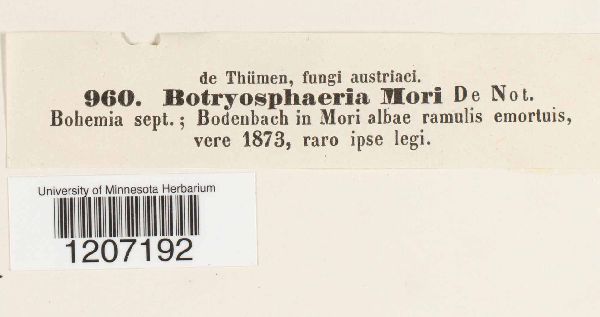 de Thümen, fungi austriaci.
960. Botryosphaeria Mori De Not.
Bohemia sept.; Bodenbach in Mori albae ramulis emortuis,
vere 1873, raro ipse legi.
University of Minnesota Herbarium
1207192